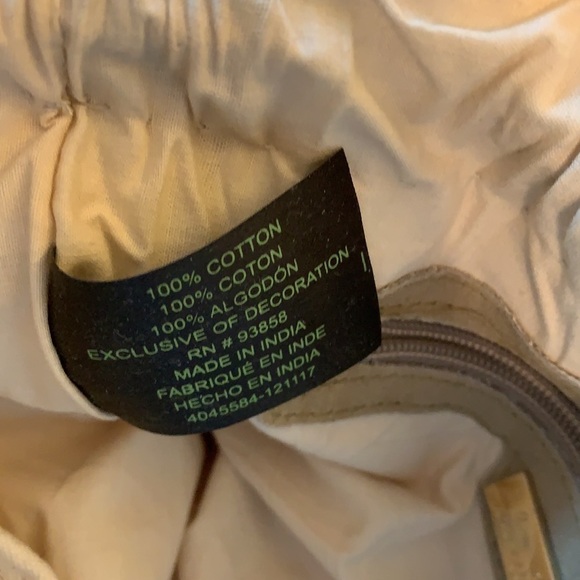 100% COTTON
100% COTON
100% ALGODÓN
EXCLUSIVE OF DECORATION
RN # 93858
MADE IN INDIA
FABRIQUÉ EN INDE
HECHO EN INDIA
4045584-121117